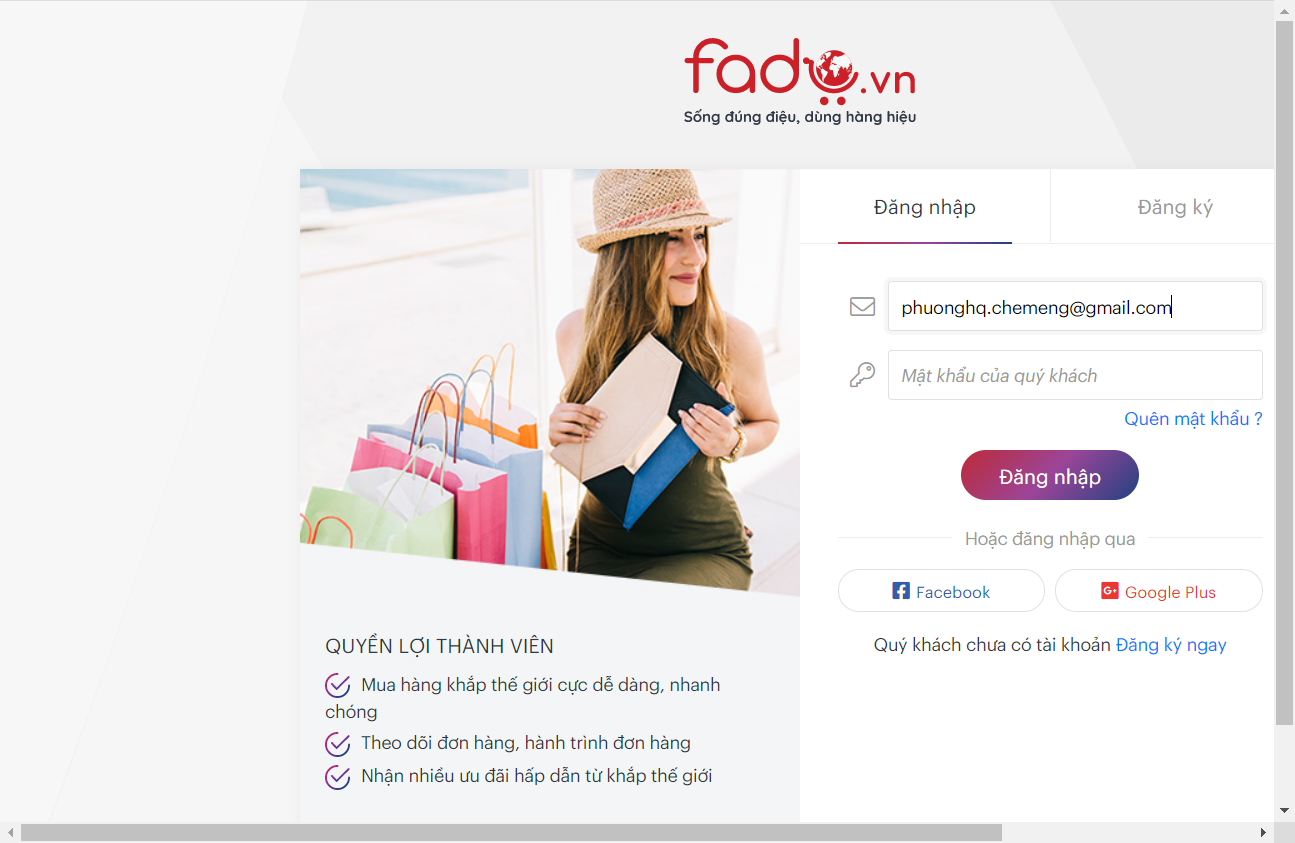 fado.vn
Sống đúng điệu, dùng hàng hiệu
Đăng nhập
Đăng ký
phuonghq.chemeng@gmail.com
Mật khẩu của quý khách
Quên mật khẩu ?
Đăng nhập
Hoặc đăng nhập qua
Facebook
G+ Google Plus
Quý khách chưa có tài khoản Đăng ký ngay
QUYỀN LỢI THÀNH VIÊN
Mua hàng khắp thế giới cực dễ dàng, nhanh
chóng
Theo dõi đơn hàng, hành trình đơn hàng
Nhận nhiều ưu đãi hấp dẫn từ khắp thế giới